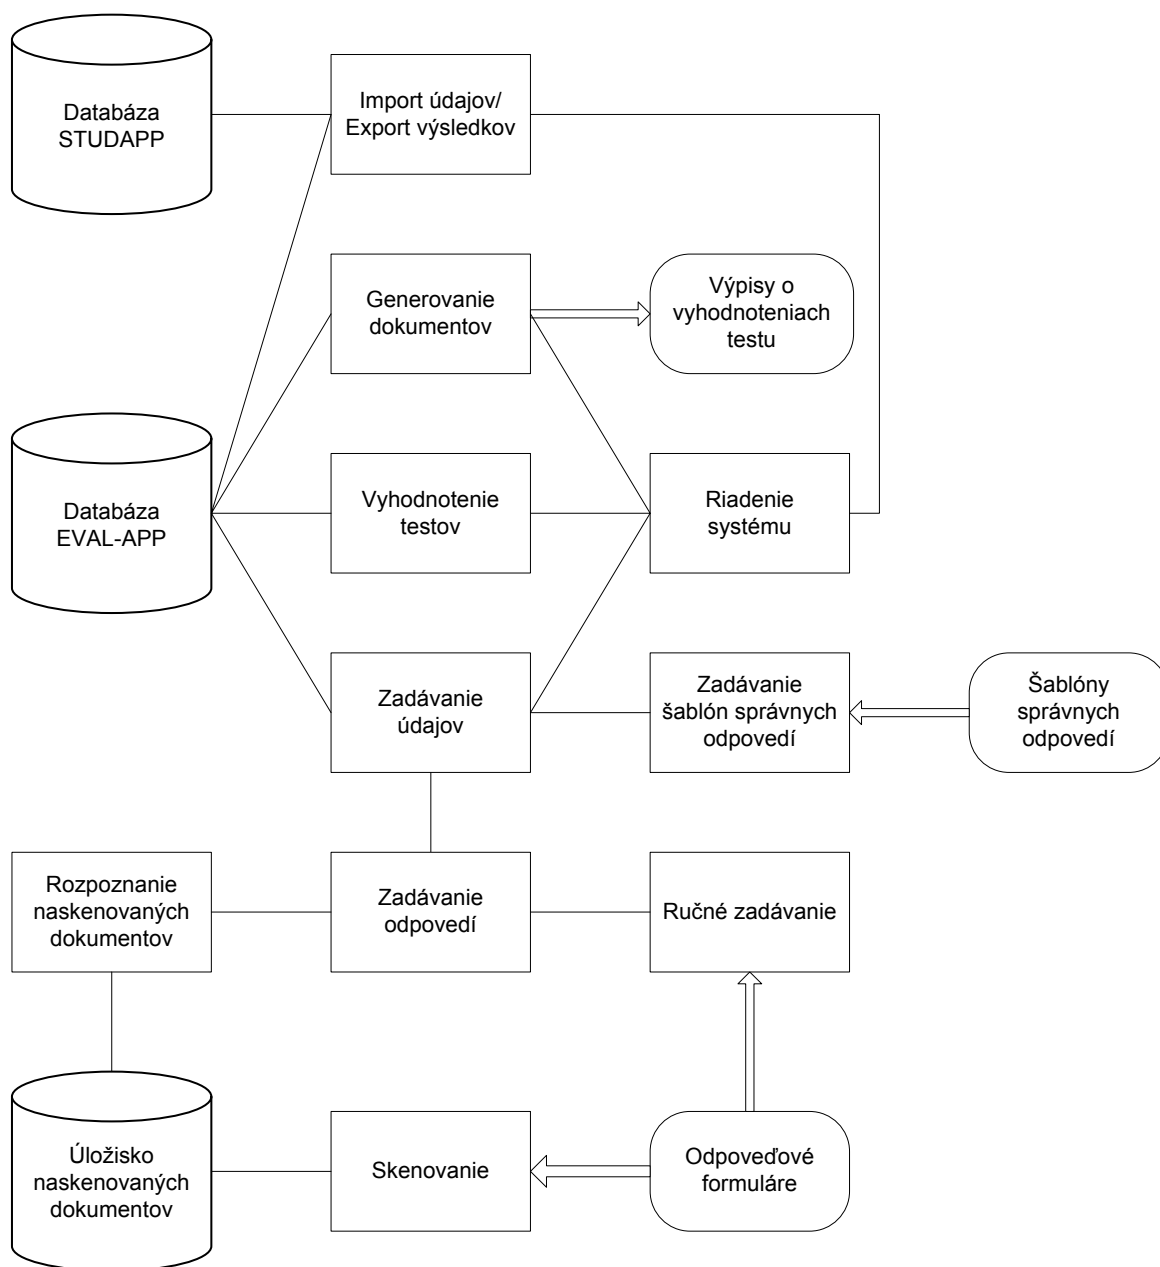 Databáza
STUDAPP
Import údajov/
Export výsledkov
Generovanie
dokumentov
Výpisy o
vyhodnoteniach
testu
Databáza
EVAL-APP
Vyhodnotenie
testov
Riadenie
systému
Zadávanie
údajov
Zadávanie
šablón správnych
odpovedí
Šablóny
správnych
odpovedí
Rozpoznanie
naskenovaných
dokumentov
Zadávanie
odpovedí
Ručné zadávanie
Úložisko
naskenovaných
dokumentov
Skenovanie
Odpoveďové
formuláre